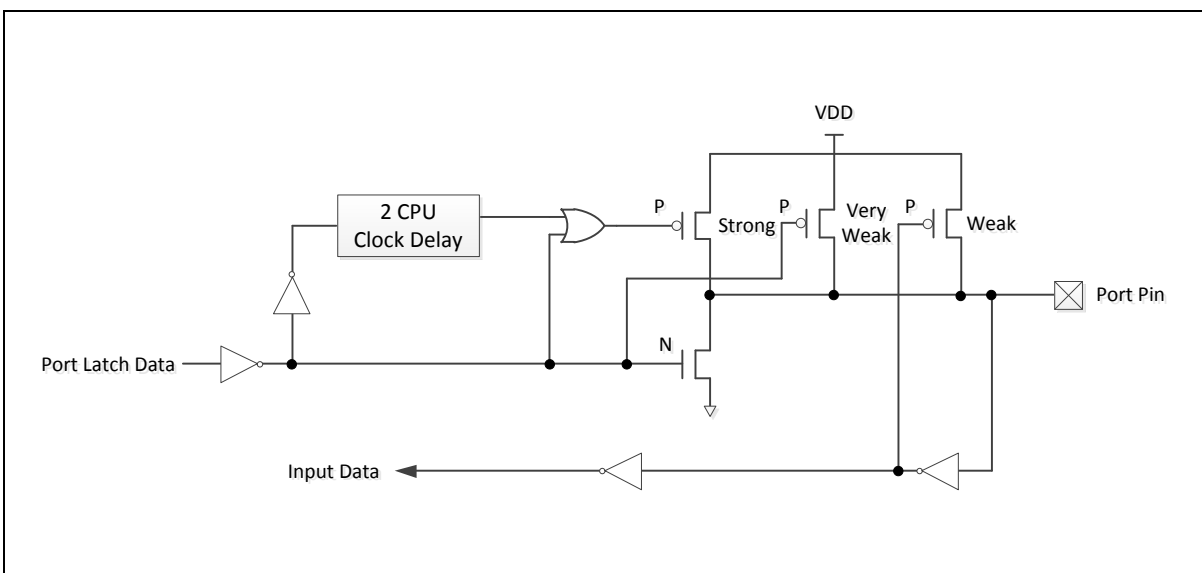 VDD
2 CPU
Clock Delay
P
Strong
P
Very
Weak
P
Weak
Port Pin
N
Port Latch Data
Input Data